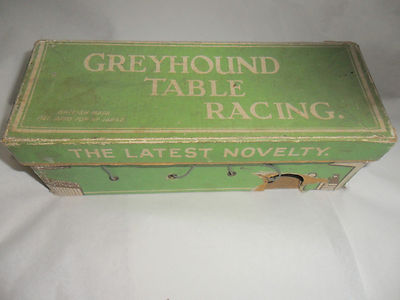 GREYHOUND
TABLE
RACING.
BRITISH MADE
THE LATEST NOVELTY.